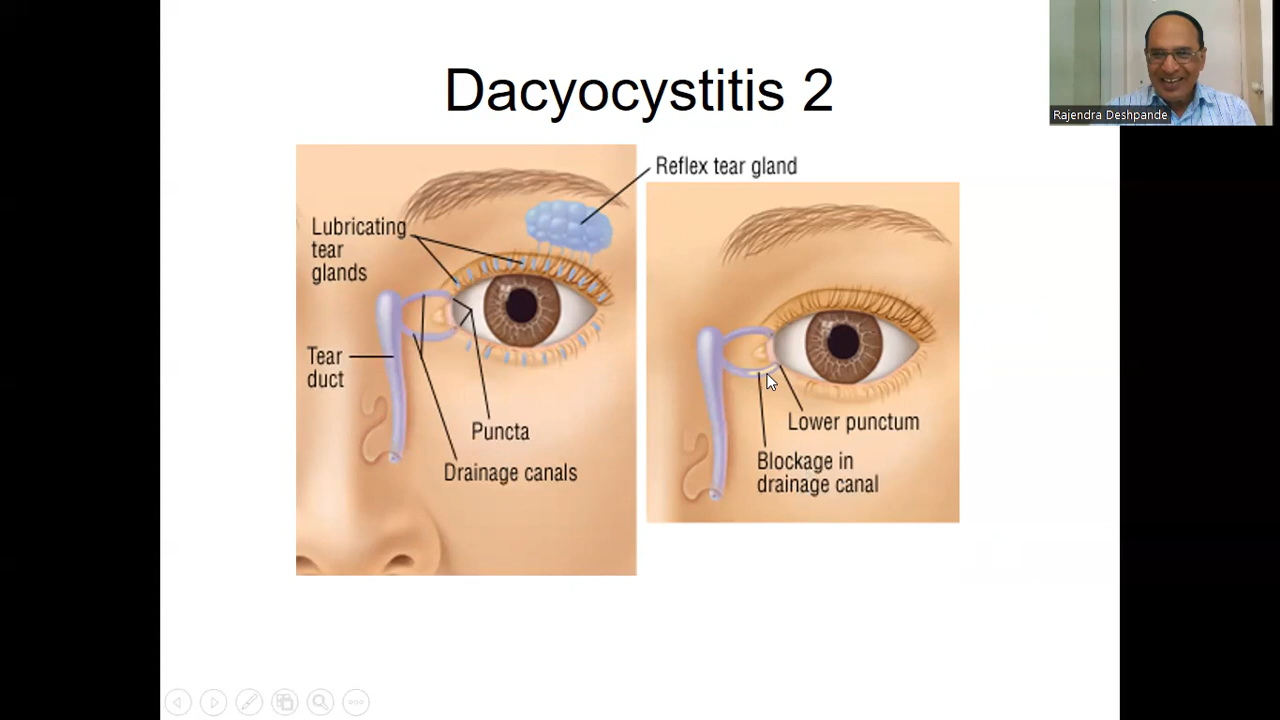 Dacyocystitis 2
Rajendra Deshpande
Reflex tear gland
Lubricating
tear
glands
Tear
duct
Puncta
Drainage canals
Lower punctum
Blockage in
drainage canal